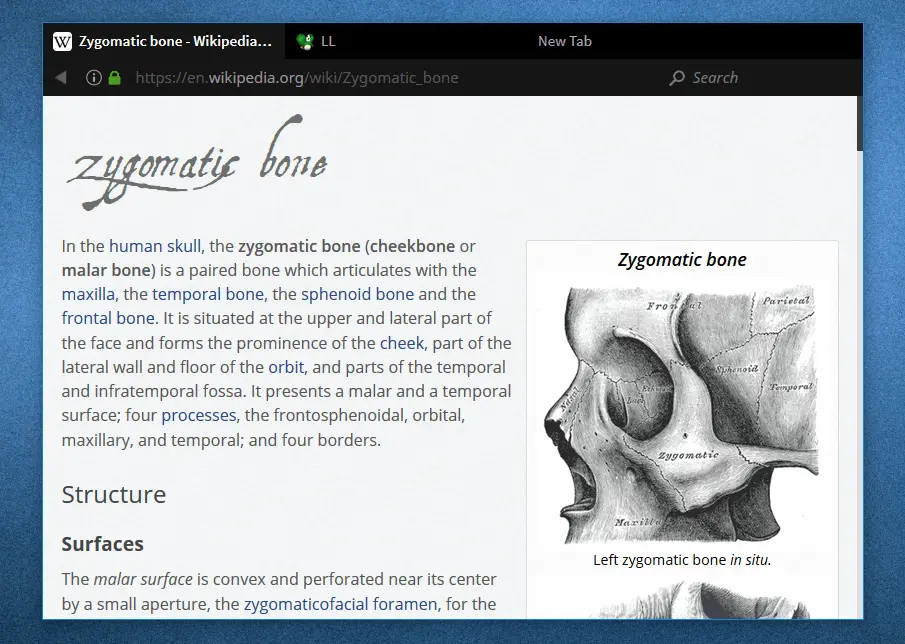 Zygomatic bone - Wikipedia...
LL
New Tab
https://en.wikipedia.org/wiki/Zygomatic_bone
Search
zygomatic bone
In the human skull, the zygomatic bone (cheekbone or
malar bone) is a paired bone which articulates with the
maxilla, the temporal bone, the sphenoid bone and the
frontal bone. It is situated at the upper and lateral part of
the face and forms the prominence of the cheek, part of the
lateral wall and floor of the orbit, and parts of the temporal
and infratemporal fossa. It presents a malar and a temporal
surface; four processes, the frontosphenoidal, orbital,
maxillary, and temporal; and four borders.
Structure
Surfaces
The malar surface is convex and perforated near its center
by a small aperture, the zygomaticofacial foramen, for the
Zygomatic bone
Frontal
Parietal
Sphenoid
Temporal
Nasal
Zygomatic
Maxilla
Left zygomatic bone in situ.